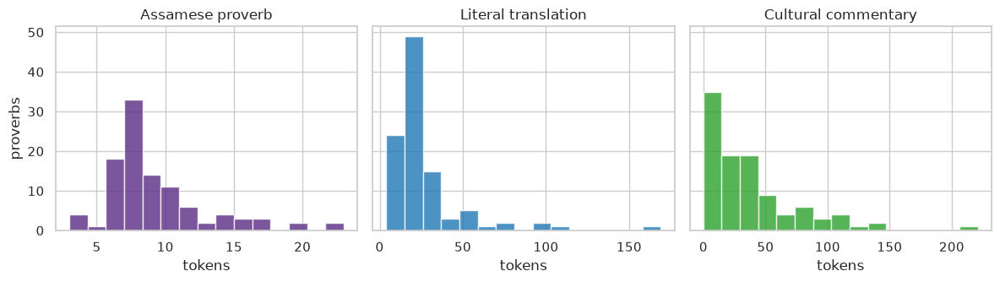 Assamese proverb
Literal translation
Cultural commentary
proverbs
50
40
30
20
10
0
5 10 15 20
0 50 100 150
0 50 100 150 200
tokens
tokens
tokens